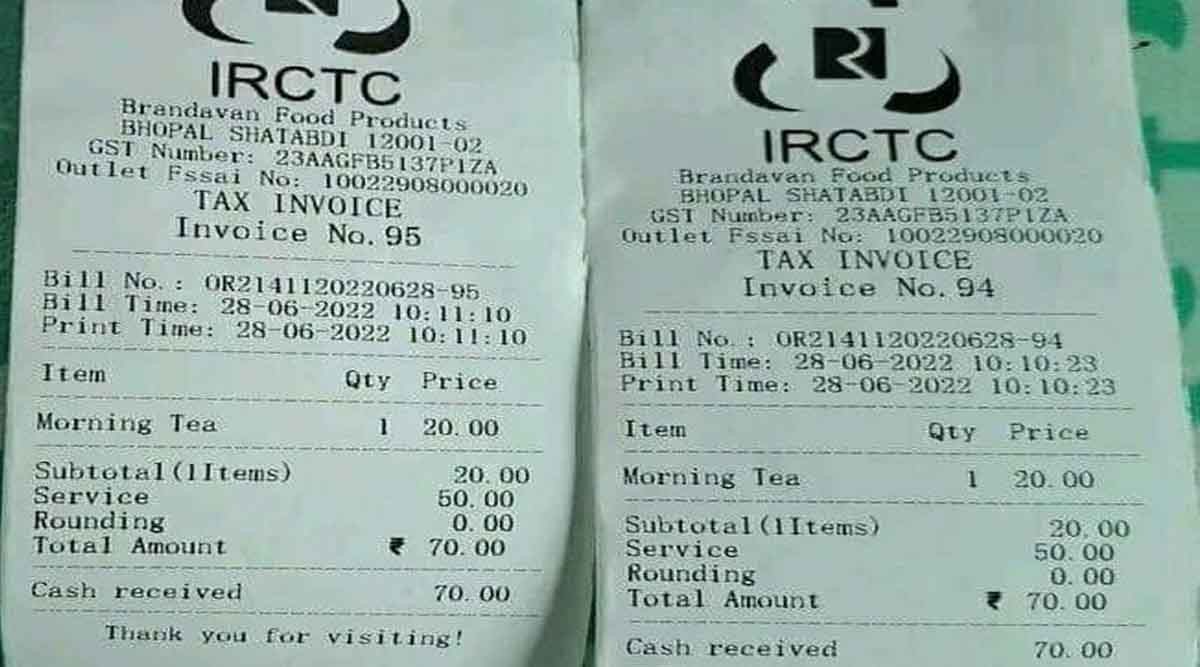 IRCTC
Brandavan Food Products
BHOPAL SHATABDI 12001-02
GST Number: 23AAGFB5137P1ZA
Outlet Fssai No: 10022908000020
TAX INVOICE
Invoice No. 95
Bill No.: OR2141120220628-95
Bill Time: 28-06-2022 10:11:10
Print Time: 28-06-2022 10:11:10
Item Qty Price
Morning Tea 1 20.00
Subtotal(1Items) 20.00
Service 50.00
Rounding 0.00
Total Amount ₹ 70.00
Cash received 70.00
Thank you for visiting!
IRCTC
Brandavan Food Products
BHOPAL SHATABDI 12001-02
GST Number: 23AAGFB5137P1ZA
Outlet Fssai No: 10022908000020
TAX INVOICE
Invoice No. 94
Bill No.: OR2141120220628-94
Bill Time: 28-06-2022 10:10:23
Print Time: 28-06-2022 10:10:23
Item Qty Price
Morning Tea 1 20.00
Subtotal(1Items) 20.00
Service 50.00
Rounding 0.00
Total Amount ₹ 70.00
Cash received 70.00